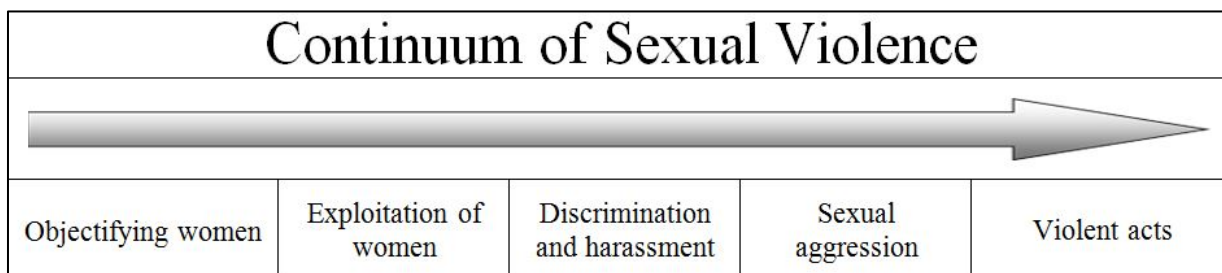 Continuum of Sexual Violence
Objectifying women
Exploitation of
women
Discrimination
and harassment
Sexual
aggression
Violent acts